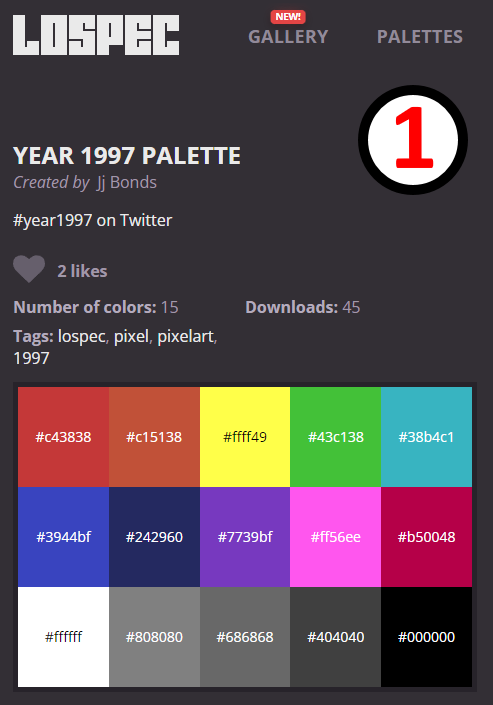 LOSPEC
NEW!
GALLERY PALETTES
1
YEAR 1997 PALETTE
Created by Jj Bonds
#year1997 on Twitter
2 likes
Number of colors: 15 Downloads: 45
Tags: lospec, pixel, pixelart,
1997
#c43838 #c15138 #ffff49 #43c138 #38b4c1
#3944bf #242960 #7739bf #ff56ee #b50048
#ffffff #808080 #686868 #404040 #000000